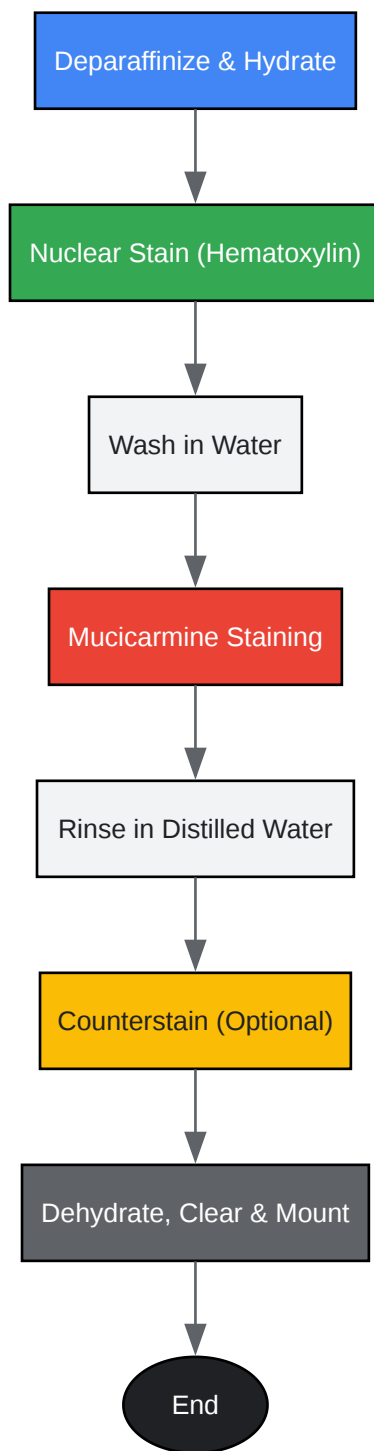 Deparaffinize & Hydrate
Nuclear Stain (Hematoxylin)
Wash in Water
Mucicarmine Staining
Rinse in Distilled Water
Counterstain (Optional)
Dehydrate, Clear & Mount
End